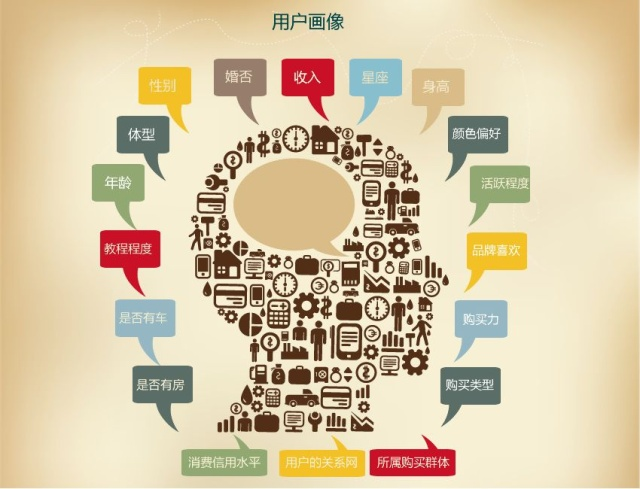 用户画像
性别
婚否
收入
星座
身高
体型
颜色偏好
年龄
活跃程度
教程程度
品牌喜欢
是否有车
购买力
是否有房
购买类型
消费信用水平
用户的关系网
所属购买群体